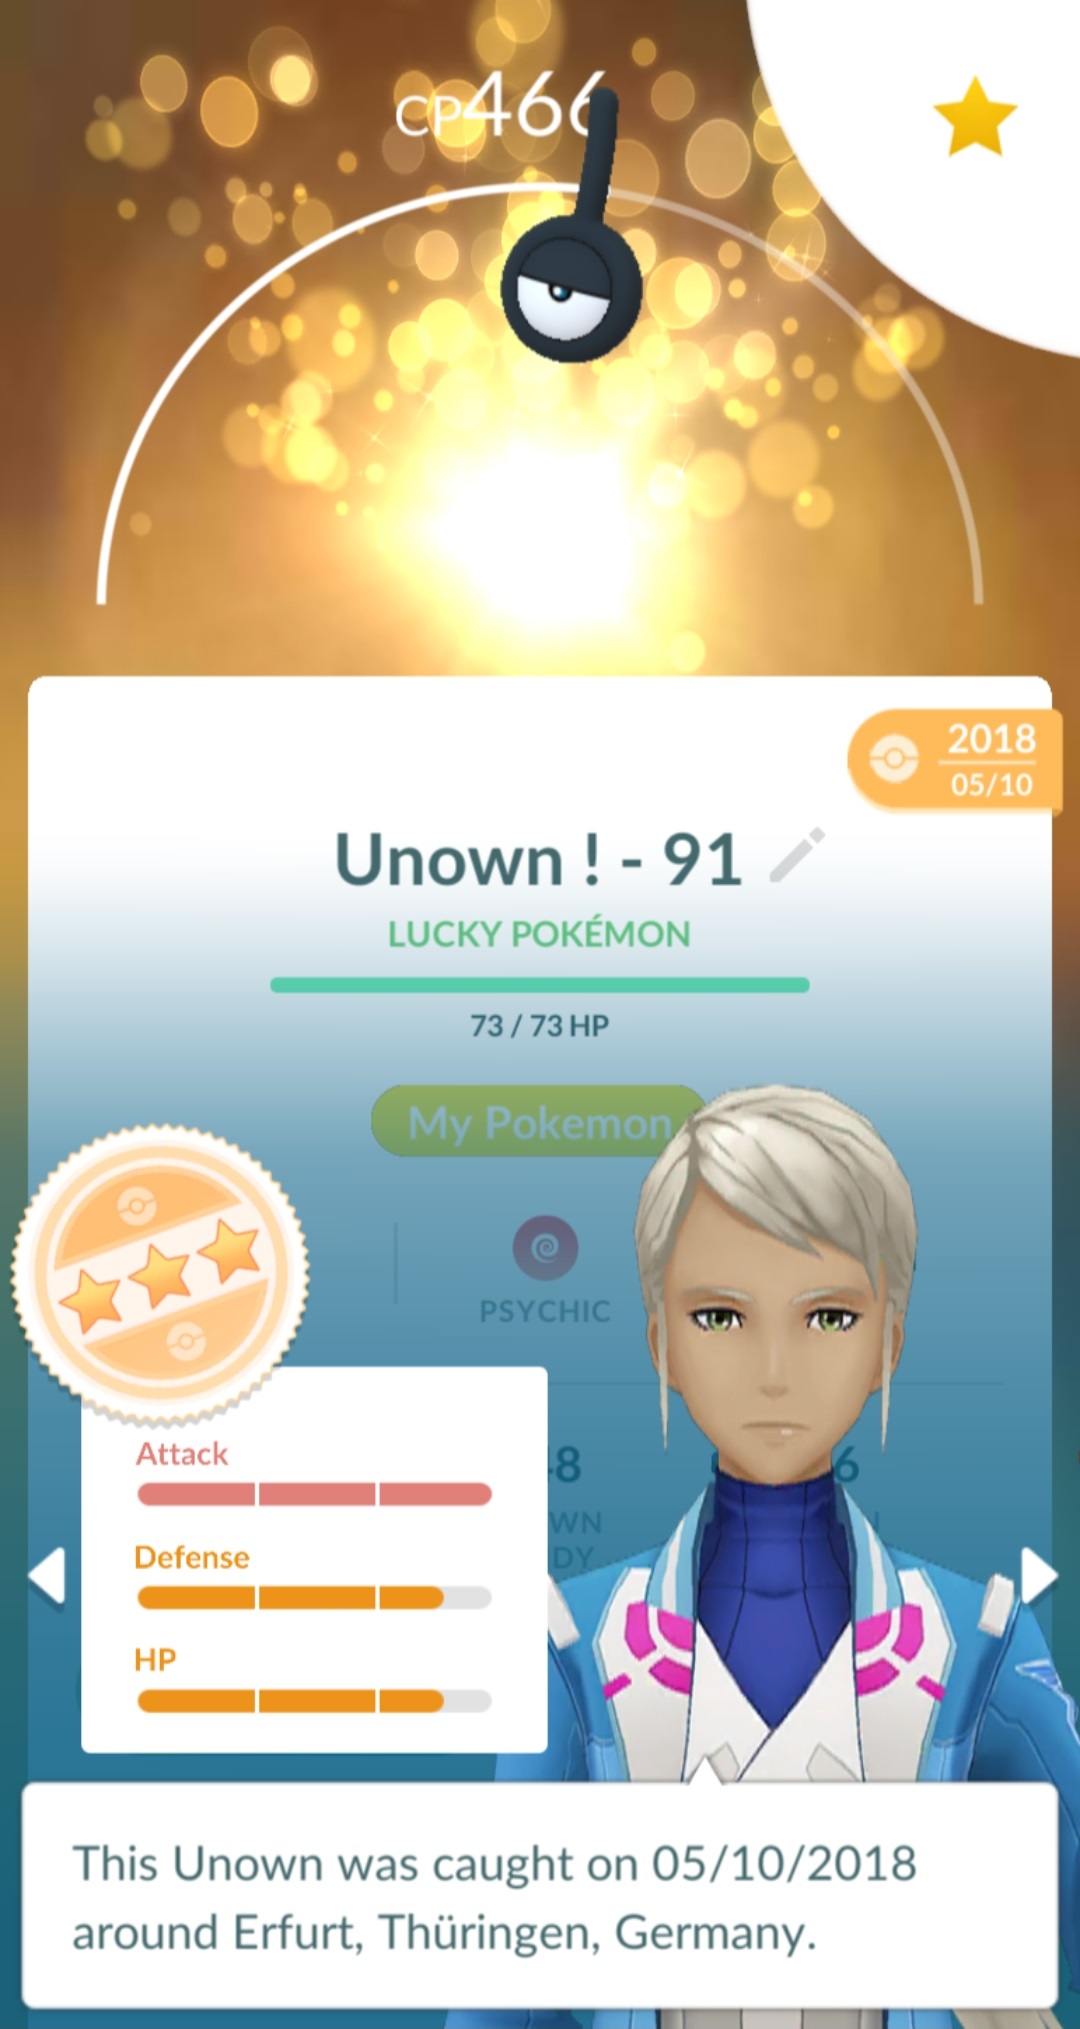 CP466
2018
05/10
Unown ! - 91
LUCKY POKÉMON
73 / 73 HP
My Pokemon
PSYCHIC
Attack
Defense
HP
This Unown was caught on 05/10/2018
around Erfurt, Thüringen, Germany.